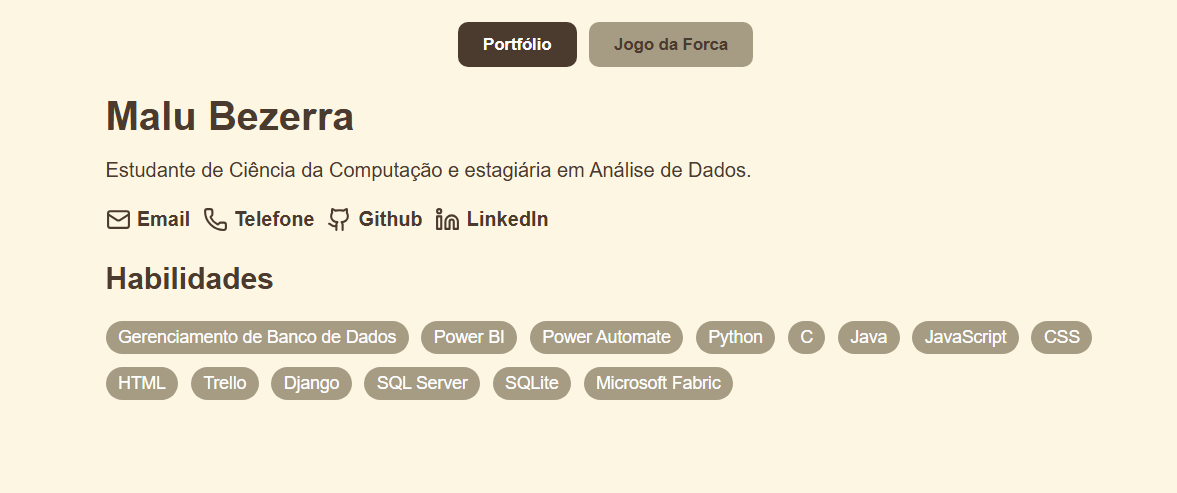 Portfólio Jogo da Forca
Malu Bezerra
Estudante de Ciência da Computação e estagiária em Análise de Dados.
Email Telefone Github LinkedIn
Habilidades
Gerenciamento de Banco de Dados Power BI Power Automate Python C Java JavaScript CSS
HTML Trello Django SQL Server SQLite Microsoft Fabric